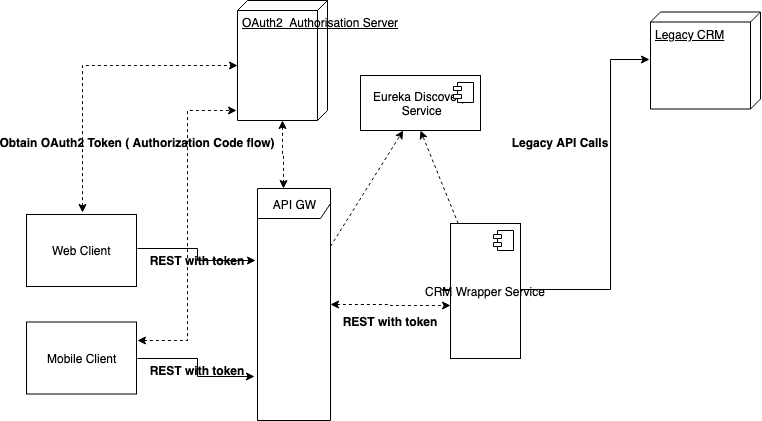 OAuth2 Authorisation Server
Legacy CRM
Eureka Discovery
Service
Obtain OAuth2 Token ( Authorization Code flow)
Legacy API Calls
API GW
Web Client
REST with token
CRM Wrapper Service
REST with token
Mobile Client
REST with token